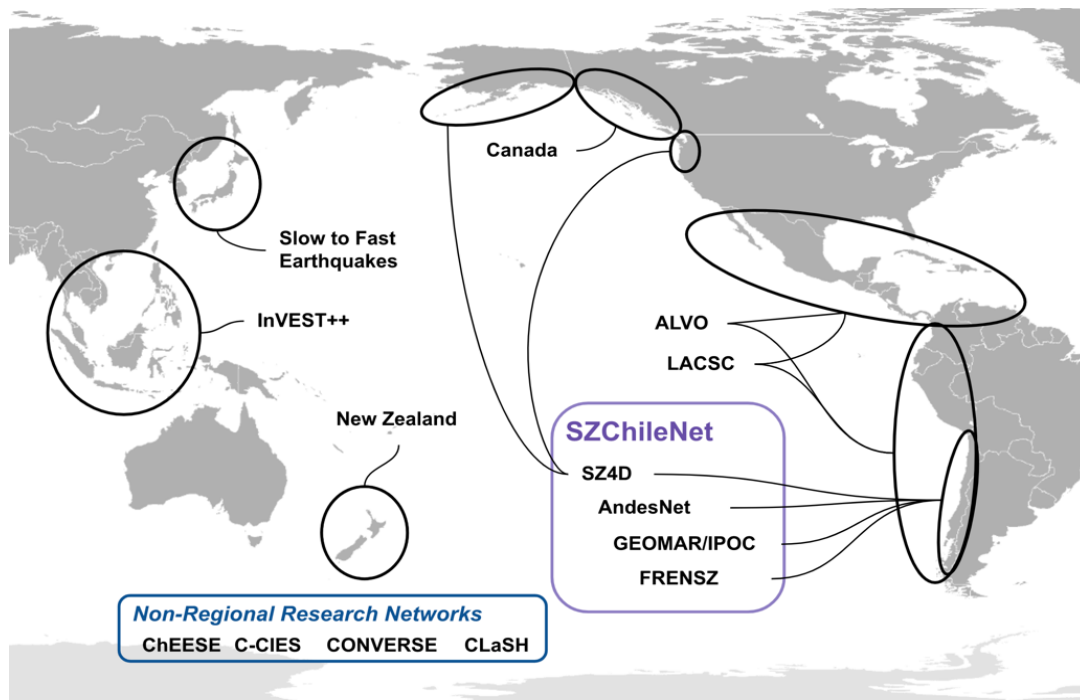 Canada
Slow to Fast
Earthquakes
InVEST++
ALVO
LACSC
New Zealand
SZChileNet
SZ4D
AndesNet
GEOMAR/IPOC
FRENSZ
Non-Regional Research Networks
ChEESE C-CIES CONVERSE CLaSH